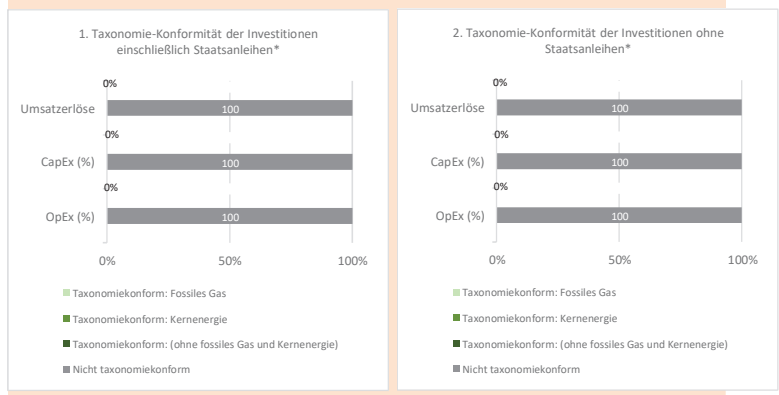 1. Taxonomie-Konformität der Investitionen
einschließlich Staatsanleihen*
0%
Umsatzerlöse
100
0%
CapEx (%)
100
0%
OpEx (%)
100
0%
50%
100%
Taxonomiekonform: Fossiles Gas
Taxonomiekonform: Kernenergie
Taxonomiekonform: (ohne fossiles Gas und Kernenergie)
Nicht taxonomiekonform
2. Taxonomie-Konformität der Investitionen ohne
Staatsanleihen*
0%
Umsatzerlöse
100
0%
CapEx (%)
100
0%
OpEx (%)
100
0%
50%
100%
Taxonomiekonform: Fossiles Gas
Taxonomiekonform: Kernenergie
Taxonomiekonform: (ohne fossiles Gas und Kernenergie)
Nicht taxonomiekonform